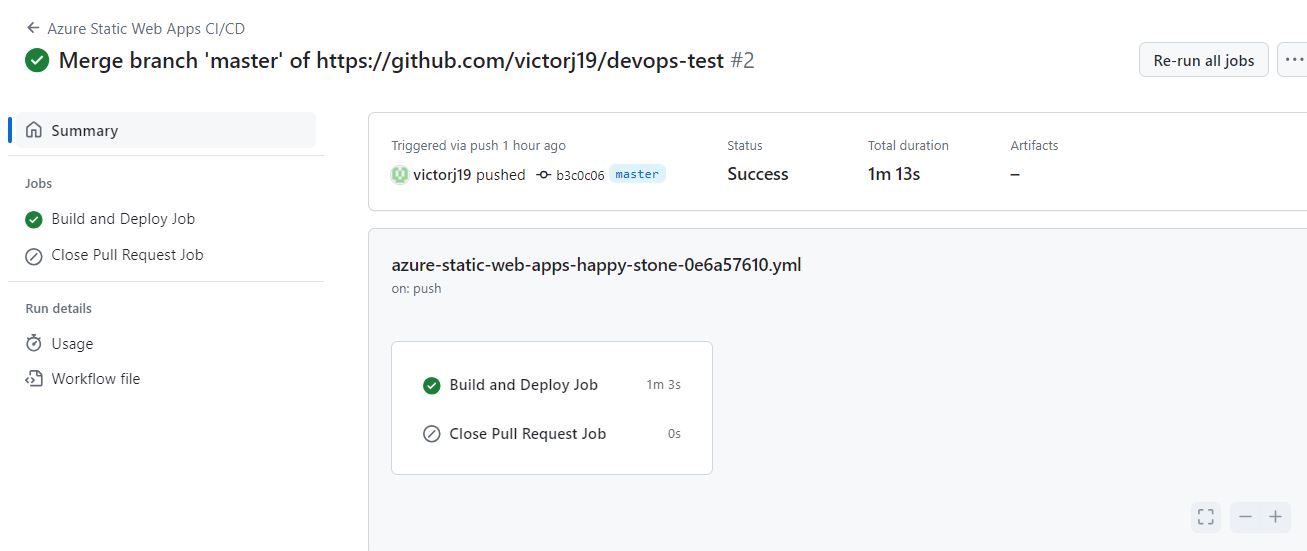 Azure Static Web Apps CI/CD
Merge branch 'master' of https://github.com/victorj19/devops-test #2
Re-run all jobs
Summary
Jobs
Build and Deploy Job
Close Pull Request Job
Run details
Usage
Workflow file
Triggered via push 1 hour ago
victorj19 pushed b3c0c06 master
Status
Success
Total duration
1m 13s
Artifacts
–
azure-static-web-apps-happy-stone-0e6a57610.yml
on: push
Build and Deploy Job 1m 3s
Close Pull Request Job 0s